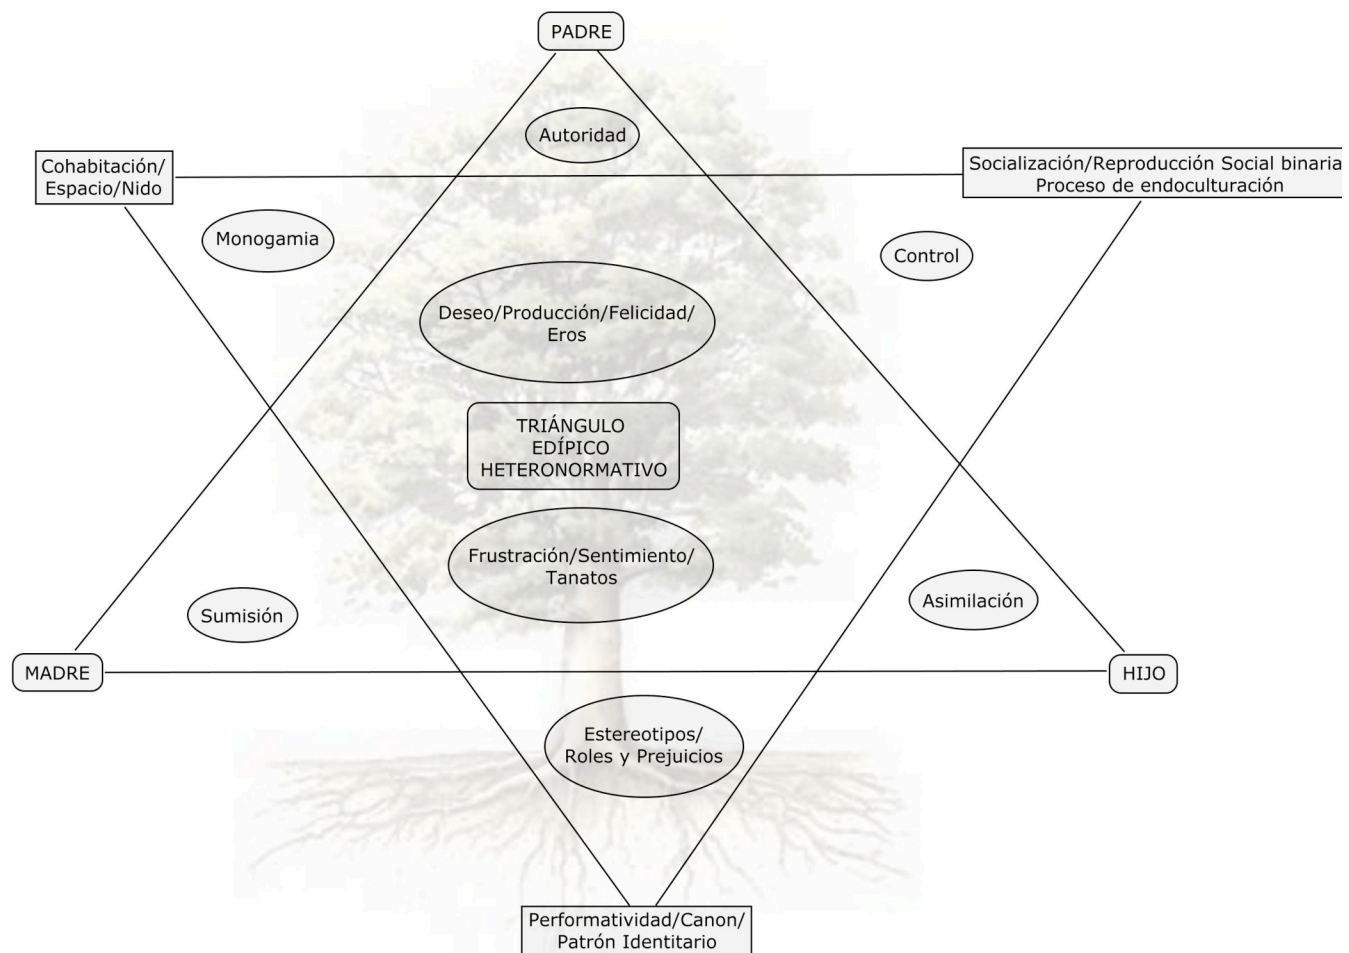 PADRE
Autoridad
Cohabitación/
Espacio/Nido
Socialización/Reproducción Social binaria
Proceso de endoculturación
Monogamia
Control
Deseo/Producción/Felicidad/
Eros
TRIÁNGULO
EDÍPICO
HETERONORMATIVO
Frustración/Sentimiento/
Tanatos
Sumisión
Asimilación
MADRE
HIJO
Estereotipos/
Roles y Prejuicios
Performatividad/Canon/
Patrón Identitario